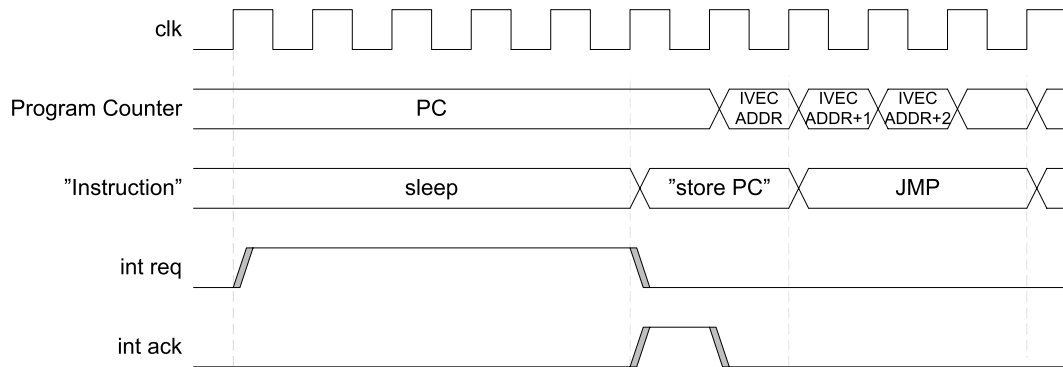 clk
Program Counter
PC
IVEC
ADDR
IVEC
ADDR+1
IVEC
ADDR+2
”Instruction”
sleep
”store PC”
JMP
int req
int ack